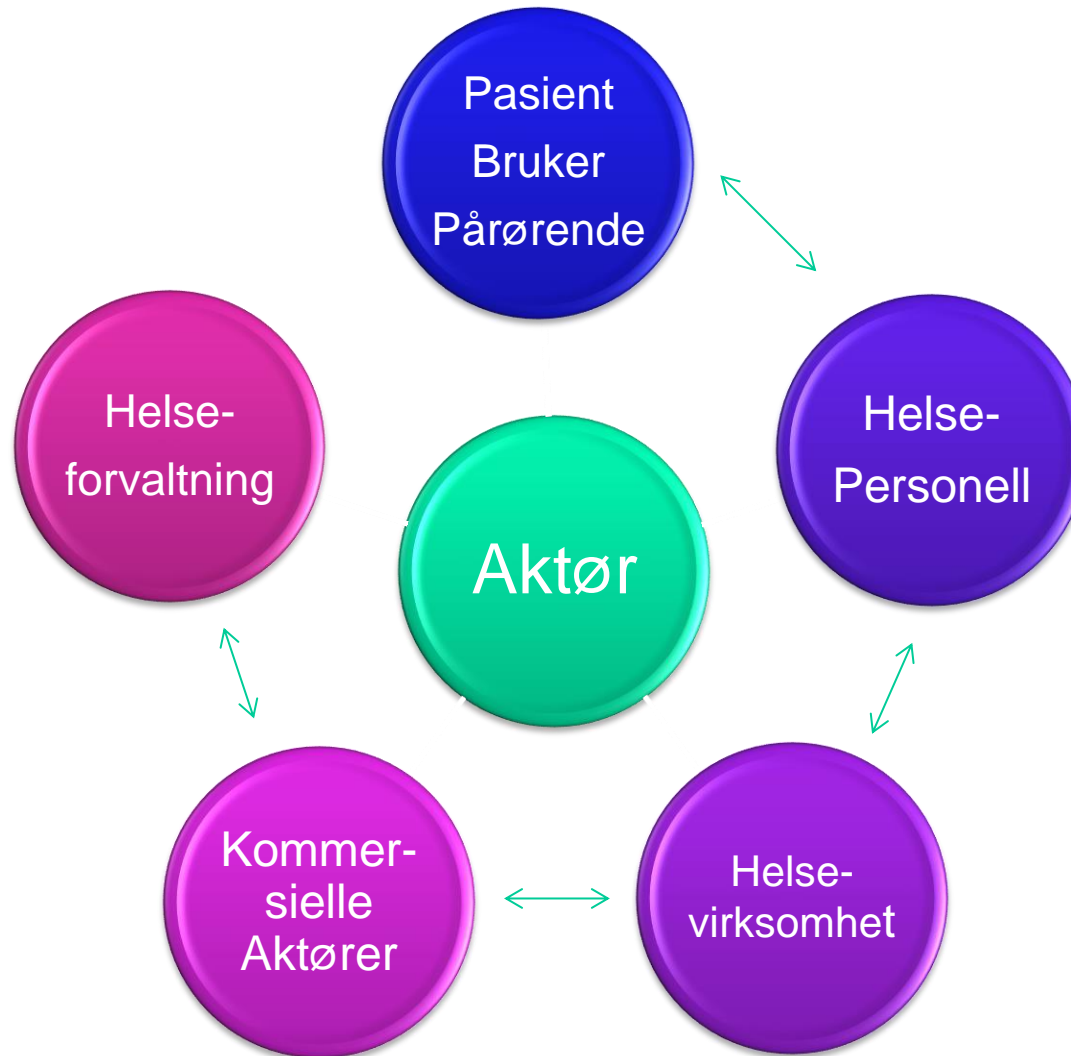 Pasient
Bruker
Pårørende
Helse-
forvaltning
Helse-
Personell
Aktør
Kommer-
sielle
Aktører
Helse-
virksomhet